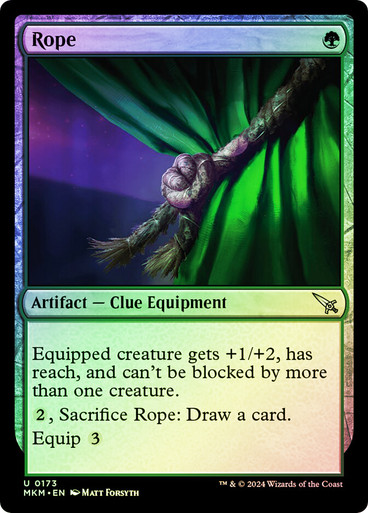 Rope
Artifact — Clue Equipment
Equipped creature gets +1/+2, has
reach, and can't be blocked by more
than one creature.
2, Sacrifice Rope: Draw a card.
Equip 3
U 0173
MKM • EN Matt Forsyth
™ & © 2024 Wizards of the Coast